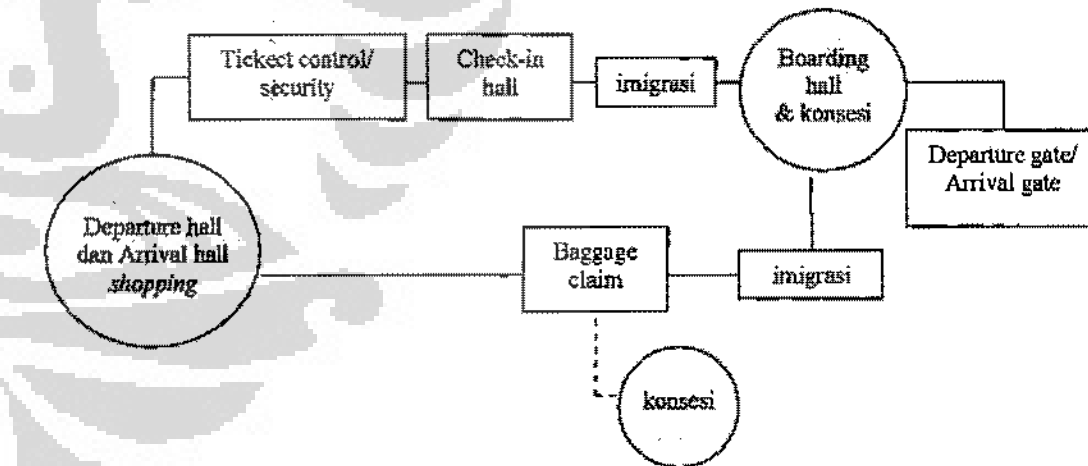 Tickect control/
security
Check-in
hall
imigrasi
Boarding
hall
& konsesi
Departure gate/
Arrival gate
Departure hall
dan Arrival hall
shopping
Baggage
claim
imigrasi
konsesi